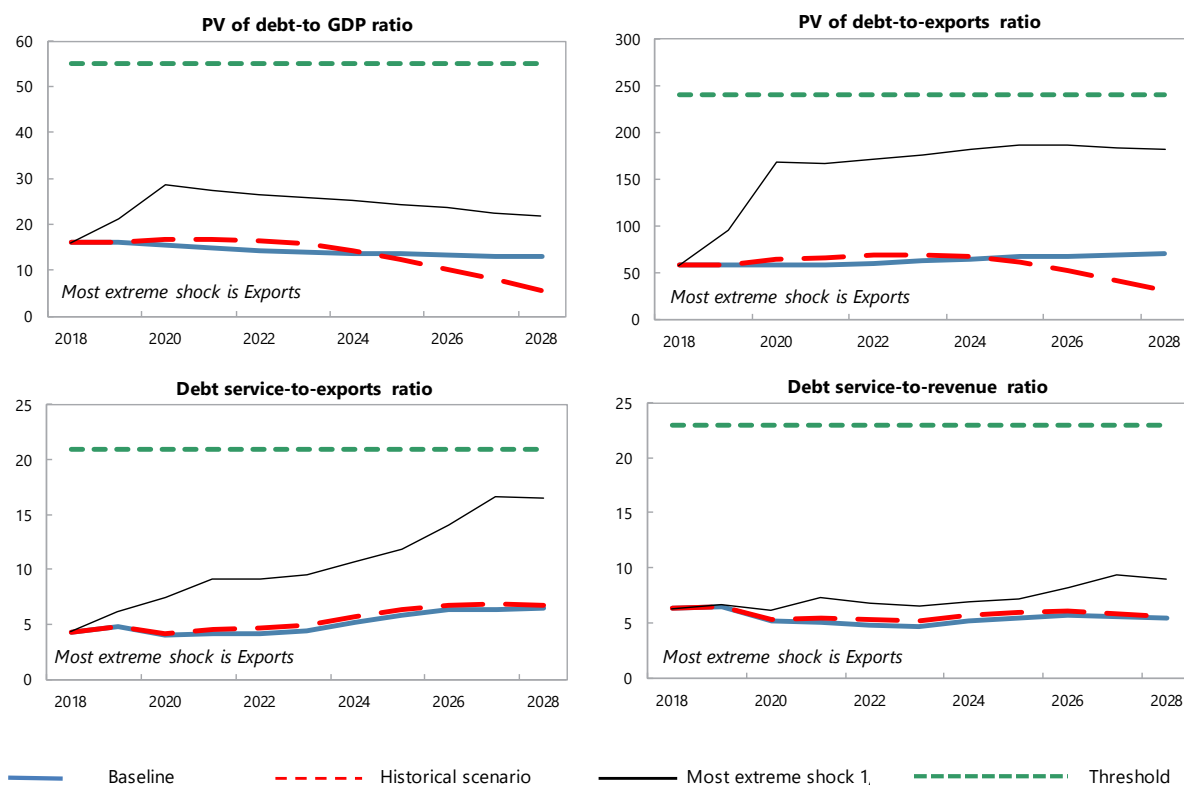 PV of debt-to GDP ratio
60
50
40
30
20
10
0
Most extreme shock is Exports
2018 2020 2022 2024 2026 2028
PV of debt-to-exports ratio
300
250
200
150
100
50
0
Most extreme shock is Exports
2018 2020 2022 2024 2026 2028
Debt service-to-exports ratio
25
20
15
10
5
0
Most extreme shock is Exports
2018 2020 2022 2024 2026 2028
Debt service-to-revenue ratio
25
20
15
10
5
0
Most extreme shock is Exports
2018 2020 2022 2024 2026 2028
Baseline Historical scenario Most extreme shock 1, Threshold